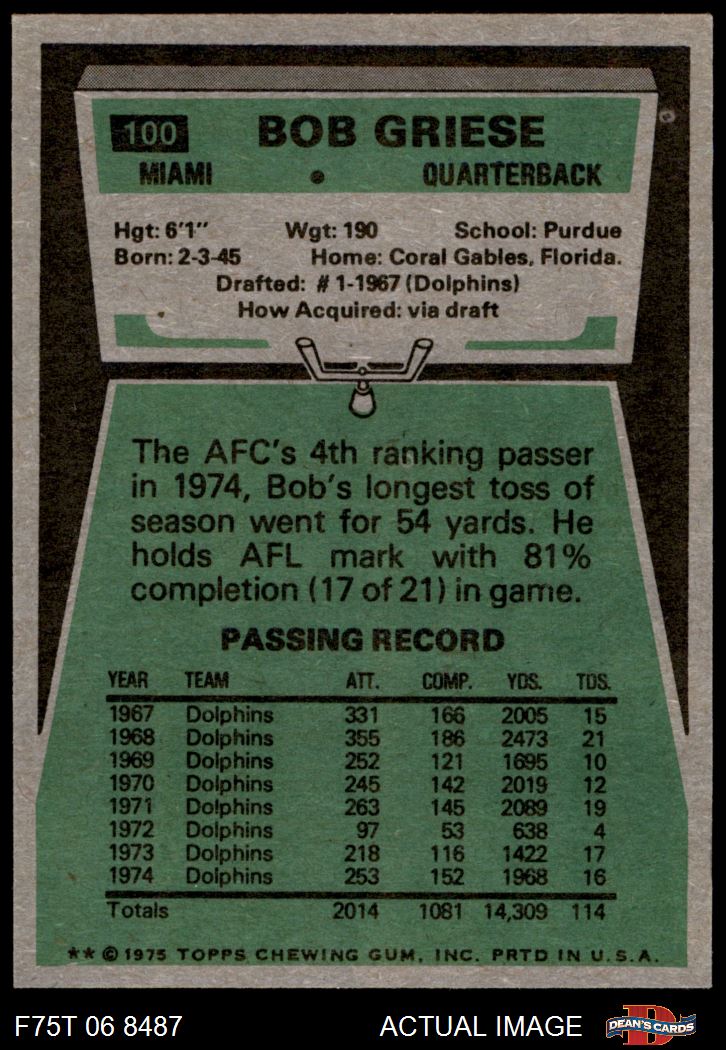 100 BOB GRIESE
MIAMI • QUARTERBACK
Hgt: 6'1" Wgt: 190 School: Purdue
Born: 2-3-45 Home: Coral Gables, Florida.
Drafted: #1-1967 (Dolphins)
How Acquired: via draft
The AFC's 4th ranking passer
in 1974, Bob's longest toss of
season went for 54 yards. He
holds AFL mark with 81%
completion (17 of 21) in game.
PASSING RECORD
YEAR TEAM ATT. COMP. YDS. TDS.
1967 Dolphins 331 166 2005 15
1968 Dolphins 355 186 2473 21
1969 Dolphins 252 121 1695 10
1970 Dolphins 245 142 2019 12
1971 Dolphins 263 145 2089 19
1972 Dolphins 97 53 638 4
1973 Dolphins 218 116 1422 17
1974 Dolphins 253 152 1968 16
Totals 2014 1081 14,309 114
** © 1975 TOPPS CHEWING GUM, INC. PRTD IN U.S.A.
F75T 06 8487 ACTUAL IMAGE DEAN'S CARDS